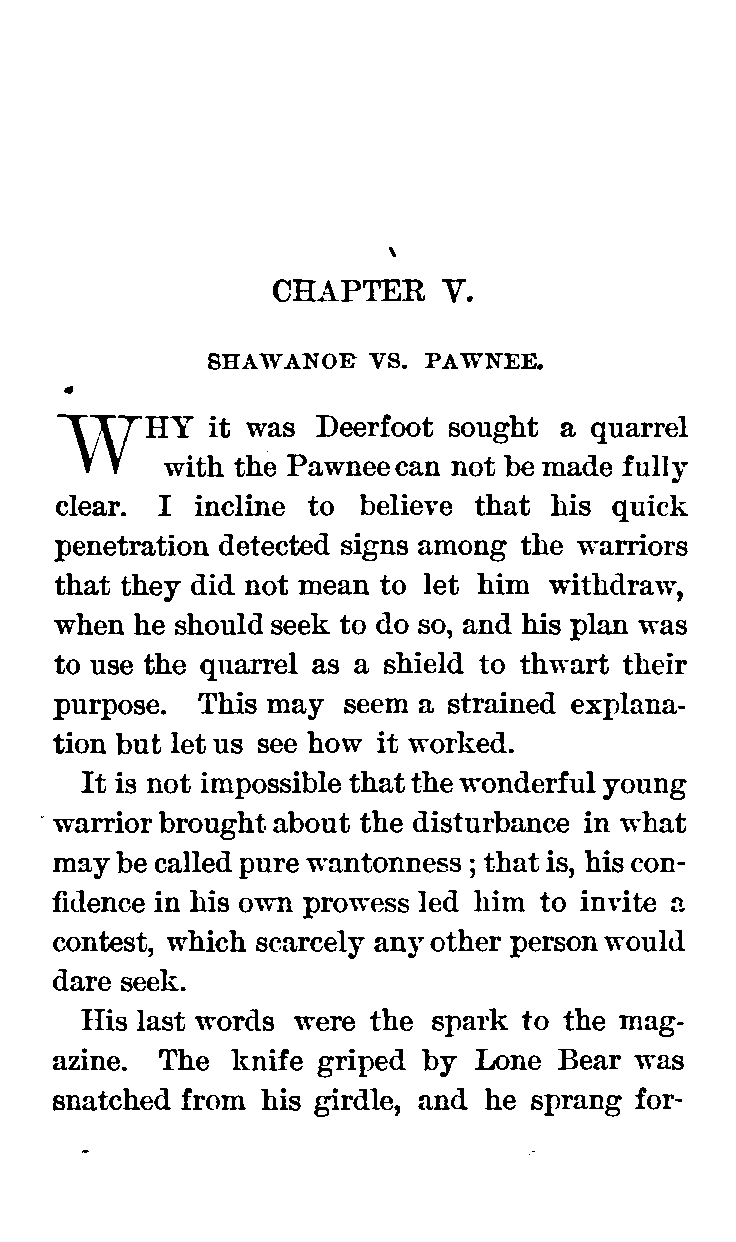 CHAPTER V.
SHAWANOE VS. PAWNEE.
WHY it was Deerfoot sought a quarrel
with the Pawnee can not be made fully
clear. I incline to believe that his quick
penetration detected signs among the warriors
that they did not mean to let him withdraw,
when he should seek to do so, and his plan was
to use the quarrel as a shield to thwart their
purpose. This may seem a strained explana-
tion but let us see how it worked.
It is not impossible that the wonderful young
warrior brought about the disturbance in what
may be called pure wantonness ; that is, his con-
fidence in his own prowess led him to invite a
contest, which scarcely any other person would
dare seek.
His last words were the spark to the mag-
azine. The knife griped by Lone Bear was
snatched from his girdle, and he sprang for-